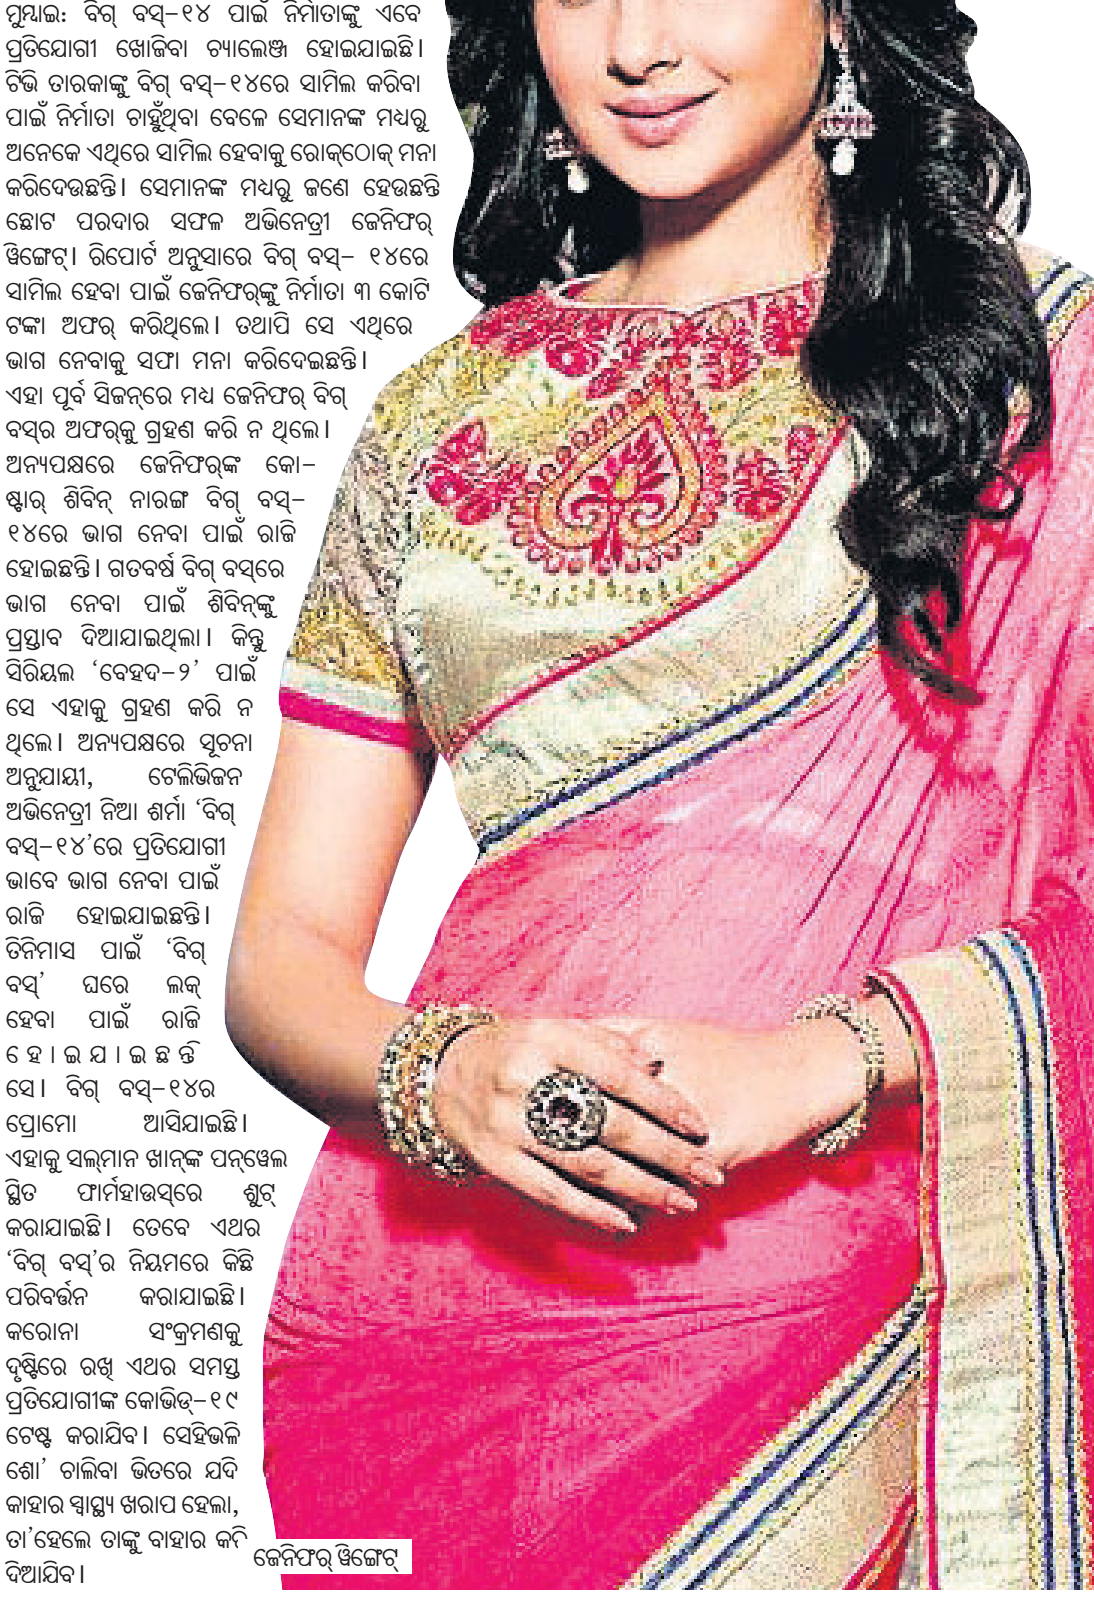 ମୁମ୍ବାଇ: ବିଗ୍ ବସ୍-୧୪ ପାଇଁ ନିର୍ମାତାଙ୍କୁ ଏବେ
ପ୍ରତିଯୋଗୀ ଖୋଜିବା ଚ୍ୟାଲେଞ୍ଜ ହୋଇଯାଇଛି।
ଟିଭି ତାରକାଙ୍କୁ ବିଗ୍ ବସ୍-୧୪ରେ ସାମିଲ କରିବା
ପାଇଁ ନିର୍ମାତା ଚାହୁଁଥିବା ବେଳେ ସେମାନଙ୍କ ମଧ୍ୟରୁ
ଅନେକେ ଏଥିରେ ସାମିଲ ହେବାକୁ ରୋକ୍‌ଠୋକ୍ ମନା
କରିଦେଉଛନ୍ତି। ସେମାନଙ୍କ ମଧ୍ୟରୁ ଜଣେ ହେଉଛନ୍ତି
ଛୋଟ ପରଦାର ସଫଳ ଅଭିନେତ୍ରୀ ଜେନିଫର୍
ୱିଙ୍ଗେଟ୍। ରିପୋର୍ଟ ଅନୁସାରେ ବିଗ୍ ବସ୍- ୧୪ରେ
ସାମିଲ ହେବା ପାଇଁ ଜେନିଫର୍‌ଙ୍କୁ ନିର୍ମାତା ୩ କୋଟି
ଟଙ୍କା ଅଫର୍ କରିଥିଲେ। ତଥାପି ସେ ଏଥିରେ
ଭାଗ ନେବାକୁ ସଫା ମନା କରିଦେଇଛନ୍ତି।
ଏହା ପୂର୍ବ ସିଜନ୍‌ରେ ମଧ୍ୟ ଜେନିଫର୍ ବିଗ୍
ବସ୍‌ର ଅଫର୍‌କୁ ଗ୍ରହଣ କରି ନ ଥିଲେ।
ଅନ୍ୟପକ୍ଷରେ ଜେନିଫର୍‌ଙ୍କ କୋ-
ଷ୍ଟାର୍ ଶିବିନ୍ ନାରଙ୍ଗ ବିଗ୍ ବସ୍-
୧୪ରେ ଭାଗ ନେବା ପାଇଁ ରାଜି
ହୋଇଛନ୍ତି। ଗତବର୍ଷ ବିଗ୍ ବସ୍‌ରେ
ଭାଗ ନେବା ପାଇଁ ଶିବିନ୍‌ଙ୍କୁ
ପ୍ରସ୍ତାବ ଦିଆଯାଇଥିଲା। କିନ୍ତୁ
ସିରିୟଲ ‘ବେହଦ-୨’ ପାଇଁ
ସେ ଏହାକୁ ଗ୍ରହଣ କରି ନ
ଥିଲେ। ଅନ୍ୟପକ୍ଷରେ ସୂଚନା
ଅନୁଯାୟୀ, ଟେଲିଭିଜନ
ଅଭିନେତ୍ରୀ ନିଆ ଶର୍ମା ‘ବିଗ୍
ବସ୍-୧୪’ରେ ପ୍ରତିଯୋଗୀ
ଭାବେ ଭାଗ ନେବା ପାଇଁ
ରାଜି ହୋଇଯାଇଛନ୍ତି।
ତିନିମାସ ପାଇଁ ‘ବିଗ୍
ବସ୍’ ଘରେ ଲକ୍
ହେବା ପାଇଁ ରାଜି
ହୋଇଯାଇଛନ୍ତି
ସେ। ବିଗ୍ ବସ୍-୧୪ର
ପ୍ରୋମୋ ଆସିଯାଇଛି।
ଏହାକୁ ସଲ୍‌ମାନ ଖାନ୍‌ଙ୍କ ପନ୍‌ୱେଲ
ସ୍ଥିତ ଫାର୍ମହାଉସ୍‌ରେ ଶୁଟ୍
କରାଯାଇଛି। ତେବେ ଏଥର
‘ବିଗ୍ ବସ୍’ର ନିୟମରେ କିଛି
ପରିବର୍ତ୍ତନ କରାଯାଇଛି।
କରୋନା ସଂକ୍ରମଣକୁ
ଦୃଷ୍ଟିରେ ରଖି ଏଥର ସମସ୍ତ
ପ୍ରତିଯୋଗୀଙ୍କ କୋଭିଡ୍-୧୯
ଟେଷ୍ଟ କରାଯିବ। ସେହିଭଳି
ଶୋ’ ଚାଲିବା ଭିତରେ ଯଦି
କାହାର ସ୍ୱାସ୍ଥ୍ୟ ଖରାପ ହେଲା,
ତା’ହେଲେ ତାଙ୍କୁ ବାହାର କରି
ଦିଆଯିବ।
ଜେନିଫର୍ ୱିଙ୍ଗେଟ୍